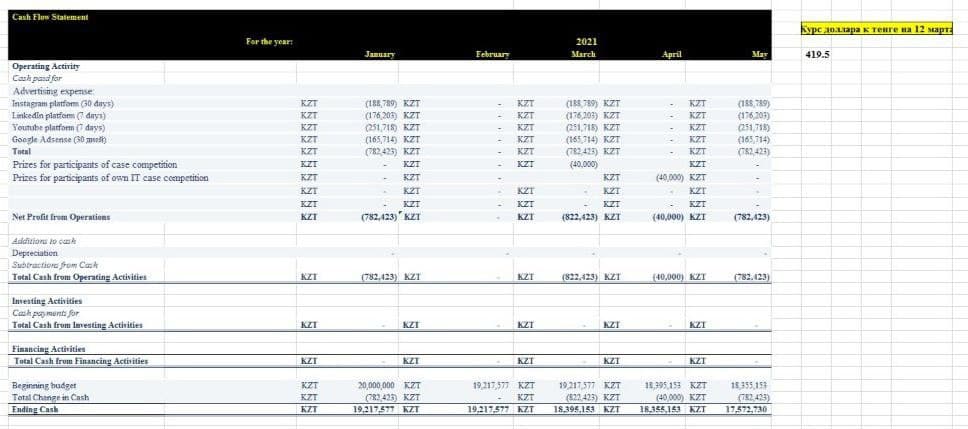 Cash Flow Statement
Курс доллара к тенге на 12 марта
For the year: 2021
January February March April May
419.5
Operating Activity
Cash paid for
Advertising expense:
Instagram platform (30 days) KZT (188,789) KZT - KZT (188,789) KZT - KZT (188,789)
LinkedIn platform (7 days) KZT (176,203) KZT - KZT (176,203) KZT - KZT (176,203)
Youtube platform (7 days) KZT (251,718) KZT - KZT (251,718) KZT - KZT (251,718)
Google Adsense (30 дней) KZT (165,714) KZT - KZT (165,714) KZT - KZT (165,714)
Total KZT (782,423) KZT - KZT (782,423) KZT - KZT (782,423)
Prizes for participants of case competition KZT - KZT - KZT (40,000) KZT -
Prizes for participants of own IT case competition KZT - KZT - KZT (40,000) KZT -
KZT - KZT - KZT - KZT - KZT -
KZT - KZT - KZT - KZT - KZT -
Net Profit from Operations KZT (782,423) KZT - KZT (822,423) KZT (40,000) KZT (782,423)
Additions to cash
Depreciation - - - - -
Subtractions from Cash
Total Cash from Operating Activities KZT (782,423) KZT - KZT (822,423) KZT (40,000) KZT (782,423)
Investing Activities
Cash payments for
Total Cash from Investing Activities KZT - KZT - KZT - KZT - KZT -
Financing Activities
Total Cash from Financing Activities KZT - KZT - KZT - KZT - KZT -
Beginning budget KZT 20,000,000 KZT 19,217,577 KZT 19,217,577 KZT 18,395,153 KZT 18,355,153
Total Change in Cash KZT (782,423) KZT - KZT (822,423) KZT (40,000) KZT (782,423)
Ending Cash KZT 19,217,577 KZT 19,217,577 KZT 18,395,153 KZT 18,355,153 KZT 17,572,730